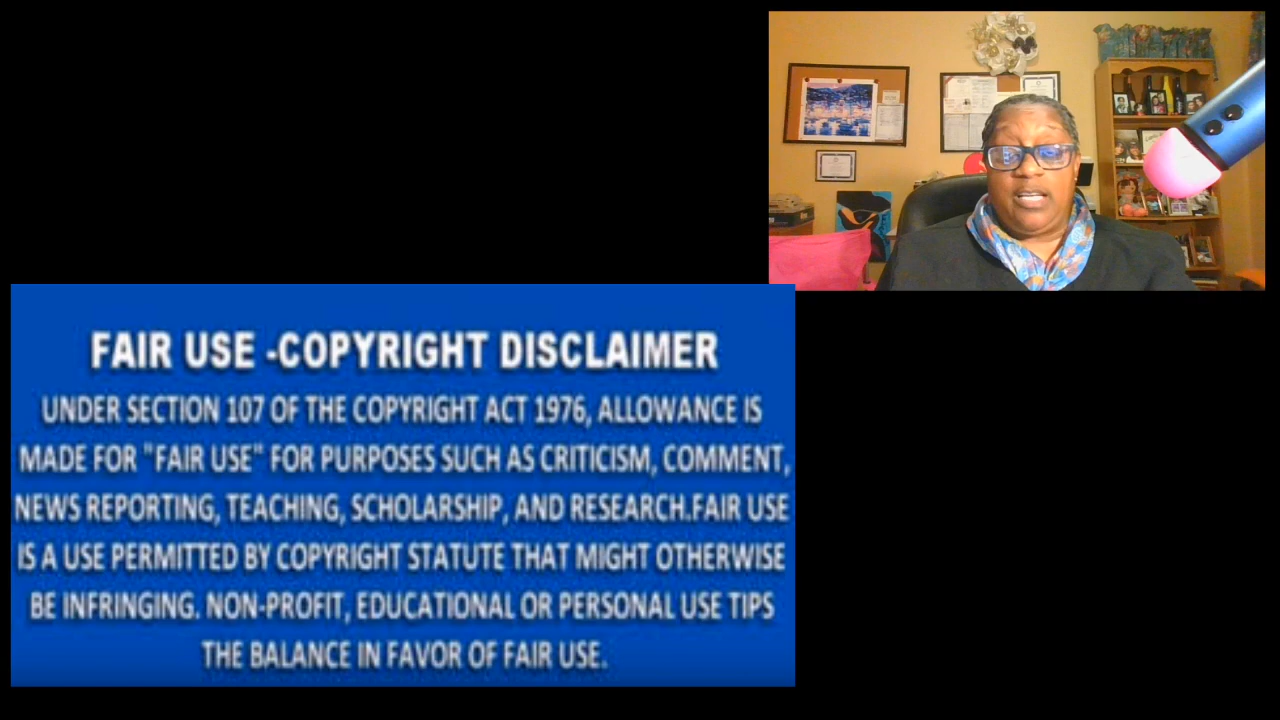 FAIR USE -COPYRIGHT DISCLAIMER
UNDER SECTION 107 OF THE COPYRIGHT ACT 1976, ALLOWANCE IS
MADE FOR "FAIR USE" FOR PURPOSES SUCH AS CRITICISM, COMMENT,
NEWS REPORTING, TEACHING, SCHOLARSHIP, AND RESEARCH.FAIR USE
IS A USE PERMITTED BY COPYRIGHT STATUTE THAT MIGHT OTHERWISE
BE INFRINGING. NON-PROFIT, EDUCATIONAL OR PERSONAL USE TIPS
THE BALANCE IN FAVOR OF FAIR USE.